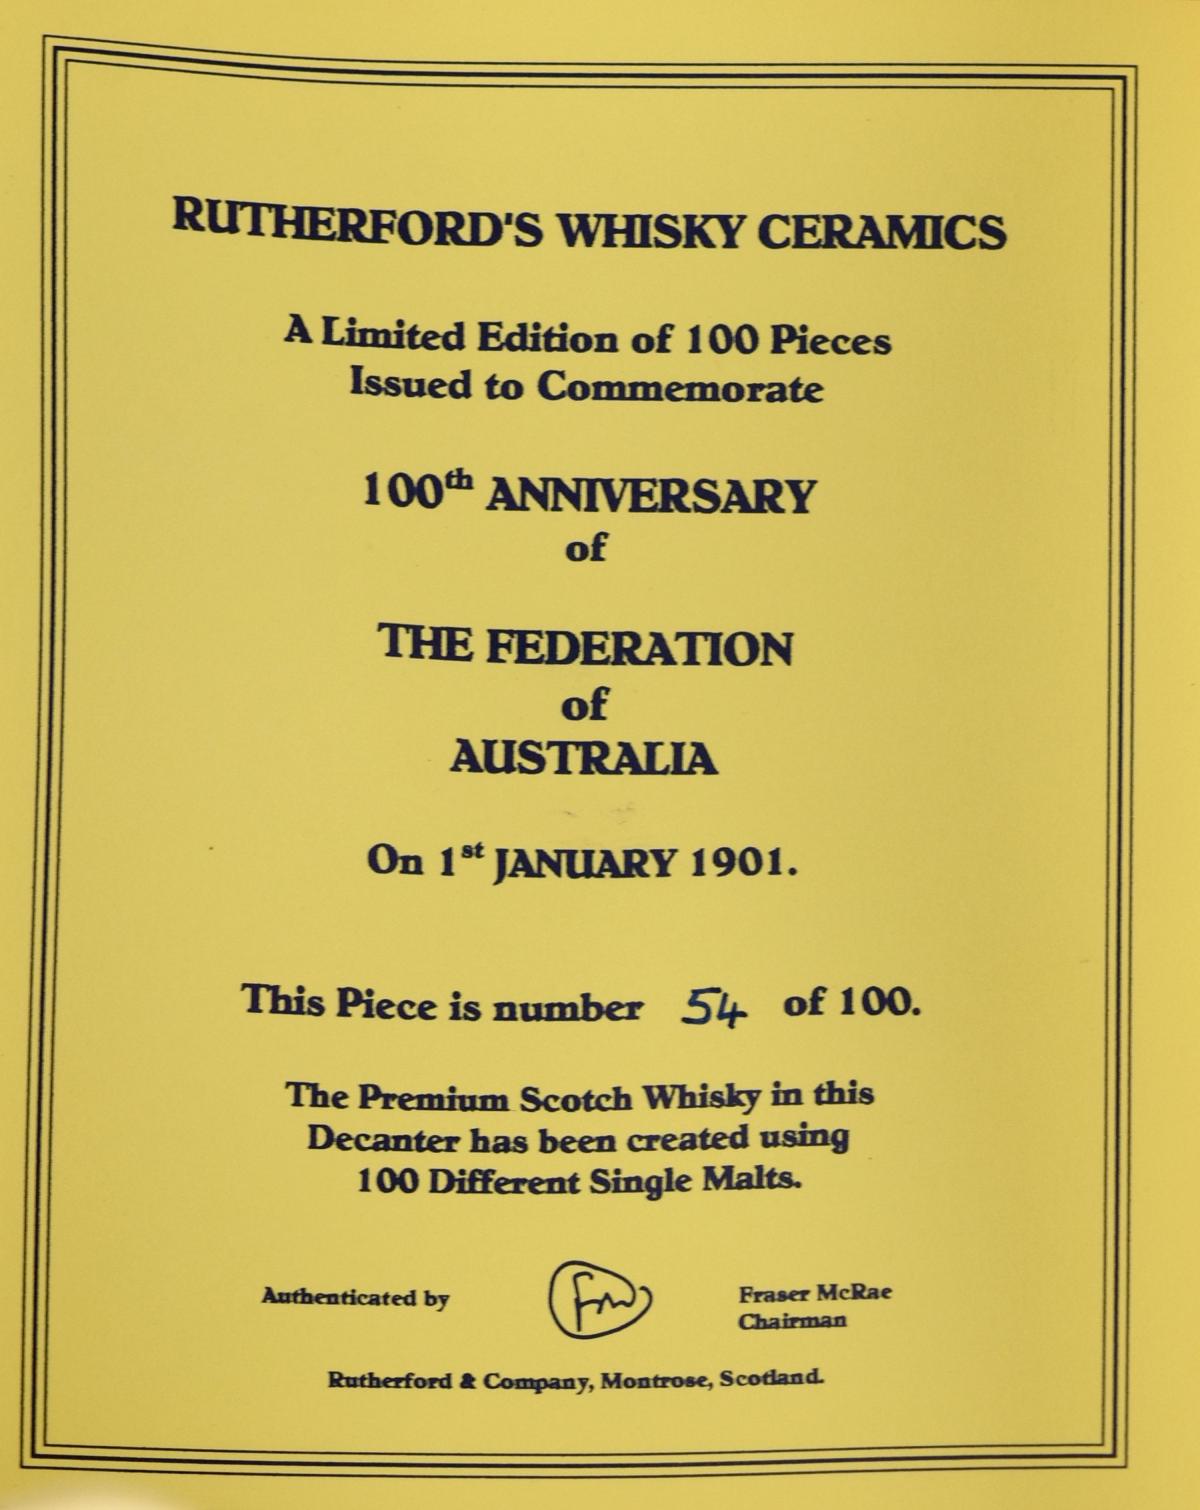 RUTHERFORD'S WHISKY CERAMICS
A Limited Edition of 100 Pieces
Issued to Commemorate
100th ANNIVERSARY
of
THE FEDERATION
of
AUSTRALIA
On 1st JANUARY 1901.
This Piece is number 54 of 100.
The Premium Scotch Whisky in this
Decanter has been created using
100 Different Single Malts.
Authenticated by Fm Fraser McRae
Chairman
Rutherford & Company, Montrose, Scotland.